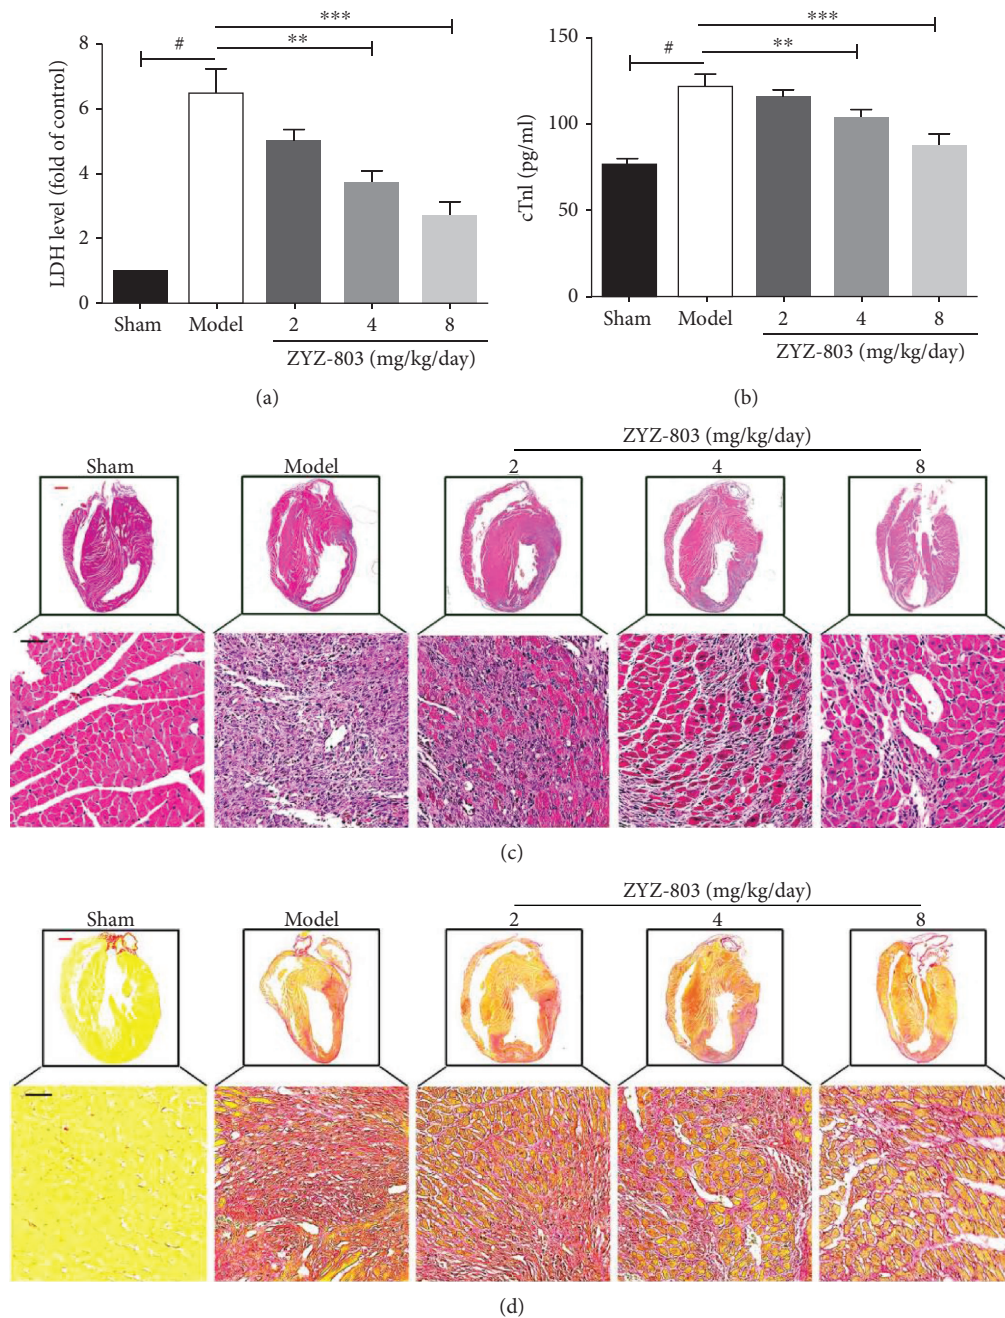 ***
**
#
8
6
4
2
0
LDH level (fold of control)
Sham
Model
2
4
8
ZYZ-803 (mg/kg/day)
(a)
***
**
#
150
100
50
0
cTnl (pg/ml)
Sham
Model
2
4
8
ZYZ-803 (mg/kg/day)
(b)
ZYZ-803 (mg/kg/day)
Sham
Model
2
4
8
(c)
ZYZ-803 (mg/kg/day)
Sham
Model
2
4
8
(d)